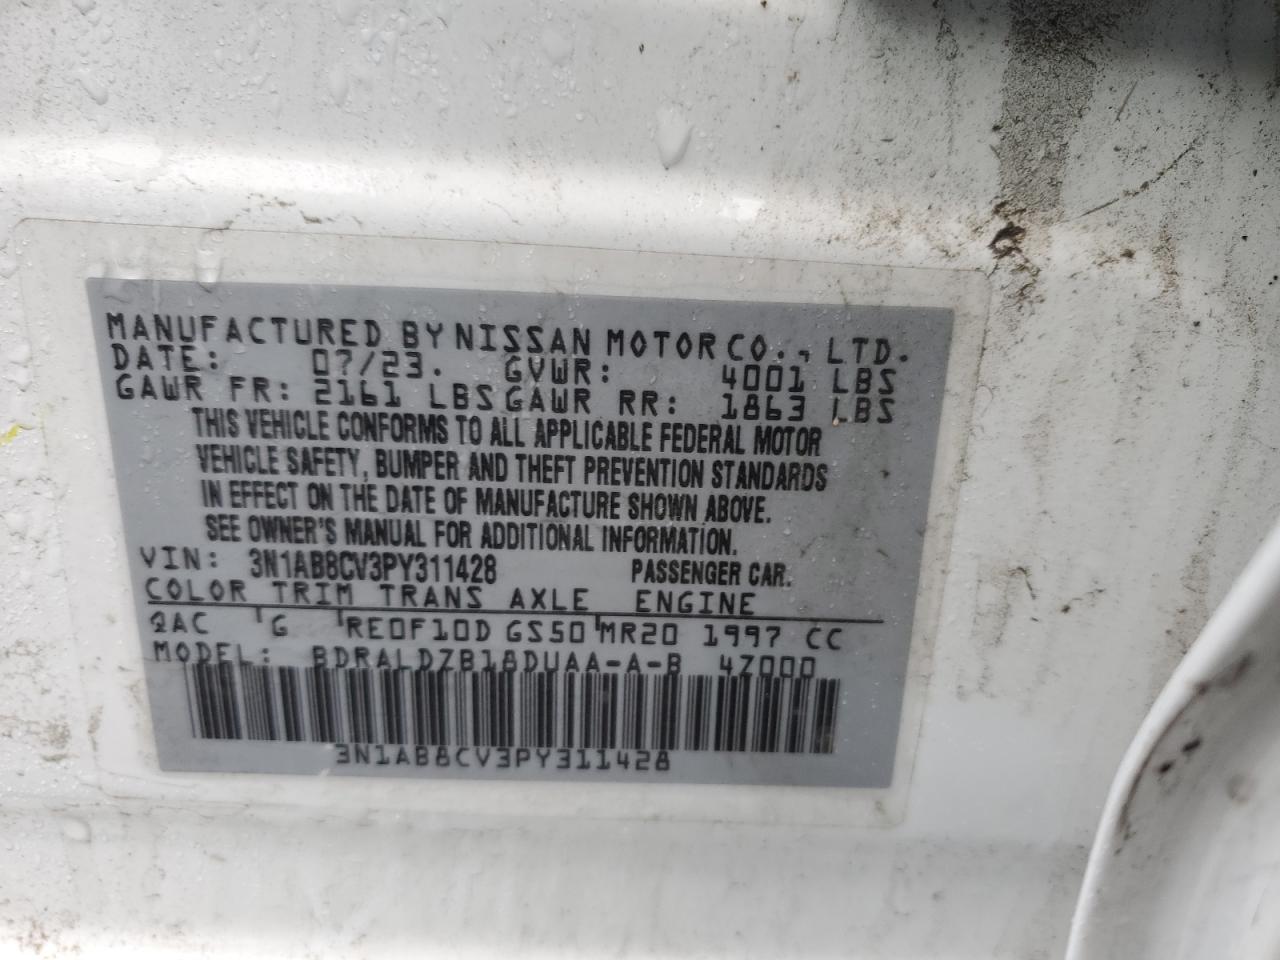 MANUFACTURED BY NISSAN MOTOR CO., LTD.
DATE: 07/23. GVWR: 4001 LBS
GAWR FR: 2161 LBS GAWR RR: 1863 LBS
THIS VEHICLE CONFORMS TO ALL APPLICABLE FEDERAL MOTOR
VEHICLE SAFETY, BUMPER AND THEFT PREVENTION STANDARDS
IN EFFECT ON THE DATE OF MANUFACTURE SHOWN ABOVE.
SEE OWNER'S MANUAL FOR ADDITIONAL INFORMATION.
VIN: 3N1AB8CV3PY311428 PASSENGER CAR.
COLOR TRIM TRANS AXLE ENGINE
QAC G RE0F10D GS50 MR20 1997 CC
MODEL: BDRALDZB18DUAA-A-B 4Z000
3N1AB8CV3PY311428